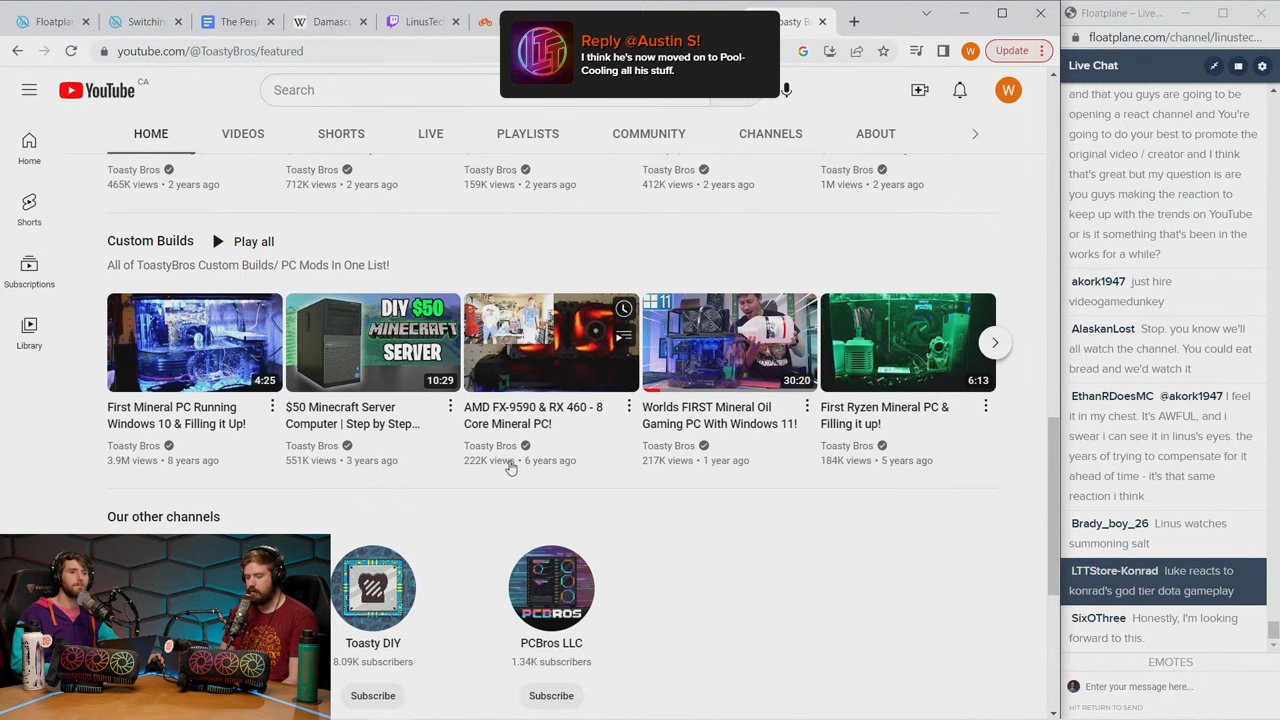 Floatplan
Switching
The Perp
Damascu
LinusTec
oasty Bro
Floatplane – Live...
youtube.com/@ToastyBros/featured
W
Update
floatplane.com/channel/linustec...
Reply @Austin S!
I think he's now moved on to Pool-
Cooling all his stuff.
YouTube CA
Search
W
Live Chat
HOME VIDEOS SHORTS LIVE PLAYLISTS COMMUNITY CHANNELS ABOUT
Home
Shorts
Subscriptions
Library
Toasty Bros Toasty Bros Toasty Bros Toasty Bros Toasty Bros
465K views • 2 years ago 712K views • 2 years ago 159K views • 2 years ago 412K views • 2 years ago 1M views • 2 years ago
Custom Builds Play all
All of ToastyBros Custom Builds/ PC Mods In One List!
DIY $50
MINECRAFT
SERVER
11
4:25 10:29 30:20 6:13
First Mineral PC Running
Windows 10 & Filling it Up!
Toasty Bros
3.9M views • 8 years ago
$50 Minecraft Server
Computer | Step by Step...
Toasty Bros
551K views • 3 years ago
AMD FX-9590 & RX 460 - 8
Core Mineral PC!
Toasty Bros
222K views • 6 years ago
Worlds FIRST Mineral Oil
Gaming PC With Windows 11!
Toasty Bros
217K views • 1 year ago
First Ryzen Mineral PC &
Filling it up!
Toasty Bros
184K views • 5 years ago
Our other channels
PCBROS
Toasty DIY
8.09K subscribers
Subscribe
PCBros LLC
1.34K subscribers
Subscribe
and that you guys are going to be
opening a react channel and You're
going to do your best to promote the
original video / creator and I think
that's great but my question is are
you guys making the reaction to
keep up with the trends on YouTube
or is it something that's been in the
works for a while?
akork1947 just hire
videogamedunkey
AlaskanLost Stop. you know we'll
all watch the channel. You could eat
bread and we'd watch it
EthanRDoesMC @akork1947 I feel
it in my chest. It's AWFUL, and i
swear i can see it in linus's eyes. the
years of trying to compensate for it
ahead of time - it's that same
reaction i think
Brady_boy_26 Linus watches
summoning salt
LTTStore-Konrad luke reacts to
konrad's god tier dota gameplay
SixOThree Honestly, I'm looking
forward to this.
EMOTES
Enter your message here...
HIT RETURN TO SEND